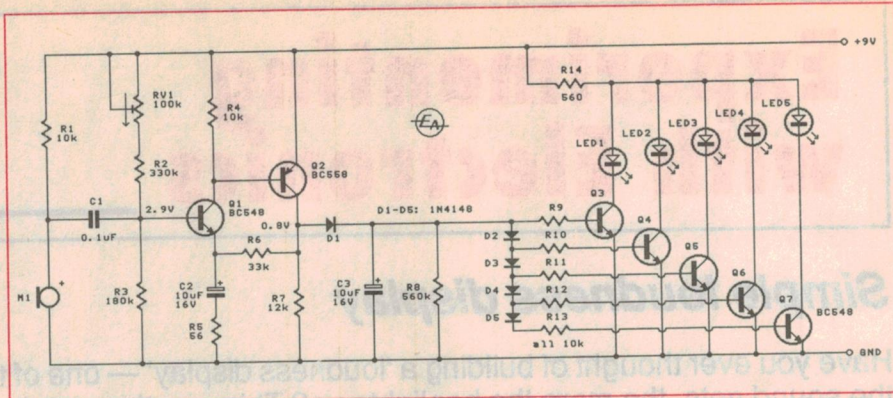 +9V
R14
560
R1
10k
RV1
100k
R4
10k
EA
LED1
LED2
LED3
LED4
LED5
R2
330k
Q2
BC558
Q3
C1
0.1uF
2.9V
Q1
BC548
0.8V
D1-D5: 1N4148
D1
R9
Q4
R6
33k
D2
R10
Q5
M1
+
R3
180k
C2
10uF
16V
R5
56
R7
12k
C3
10uF
16V
R8
560k
D3
R11
D4
R12
Q6
D5
R13
all 10k
Q7
BC548
GND
Experimenting
with Electronics
Simple loudness display
Have you ever thought of building a 'loudness display' — one of t